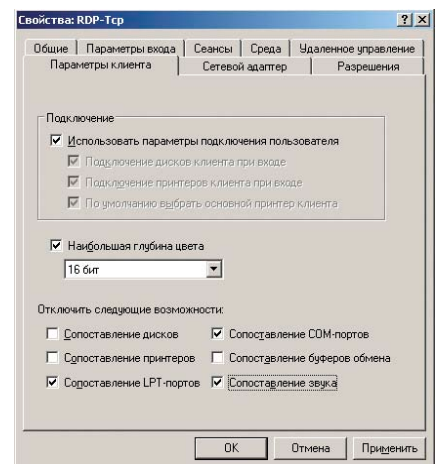 Свойства: RDP-Tcp
Общие Параметры входа Сеансы Среда Удаленное управление
Параметры клиента Сетевой адаптер Разрешения
Подключение
Использовать параметры подключения пользователя
Подключение дисков клиента при входе
Подключение принтеров клиента при входе
По умолчанию выбрать основной принтер клиента
Наибольшая глубина цвета
16 бит
Отключить следующие возможности:
Сопоставление дисков Сопоставление COM-портов
Сопоставление принтеров Сопоставление буферов обмена
Сопоставление LPT-портов Сопоставление звука
OK Отмена Применить